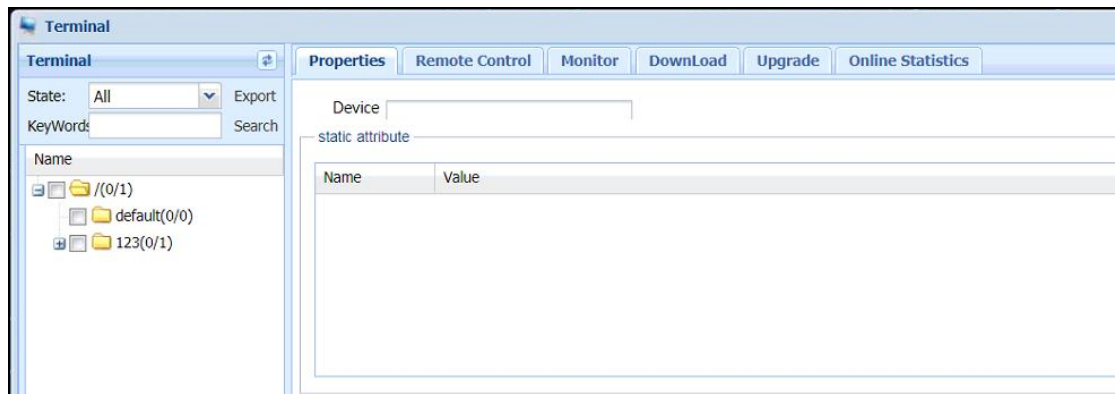 Terminal
Terminal
State: All Export
KeyWords Search
Name
/(0/1)
default(0/0)
123(0/1)
Properties Remote Control Monitor DownLoad Upgrade Online Statistics
Device
static attribute
Name Value